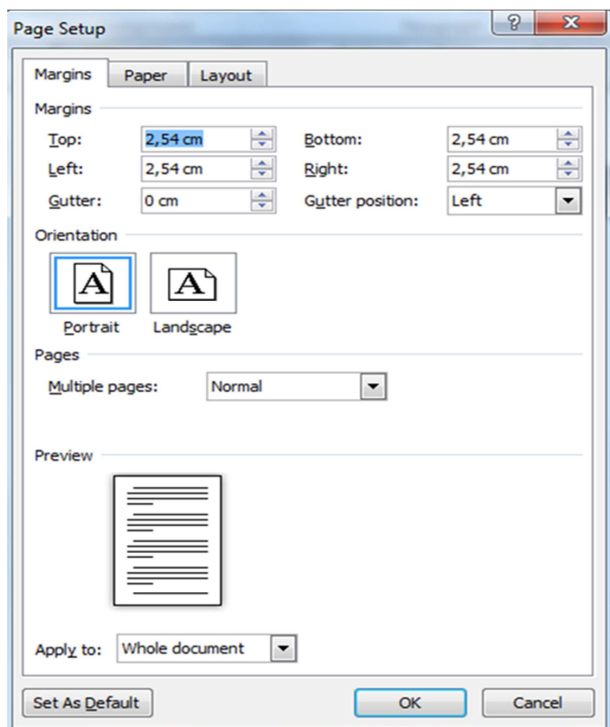 Page Setup
Margins Paper Layout
Margins
Top: 2,54 cm Bottom: 2,54 cm
Left: 2,54 cm Right: 2,54 cm
Gutter: 0 cm Gutter position: Left
Orientation
A A
Portrait Landscape
Pages
Multiple pages: Normal
Preview
Apply to: Whole document
Set As Default OK Cancel